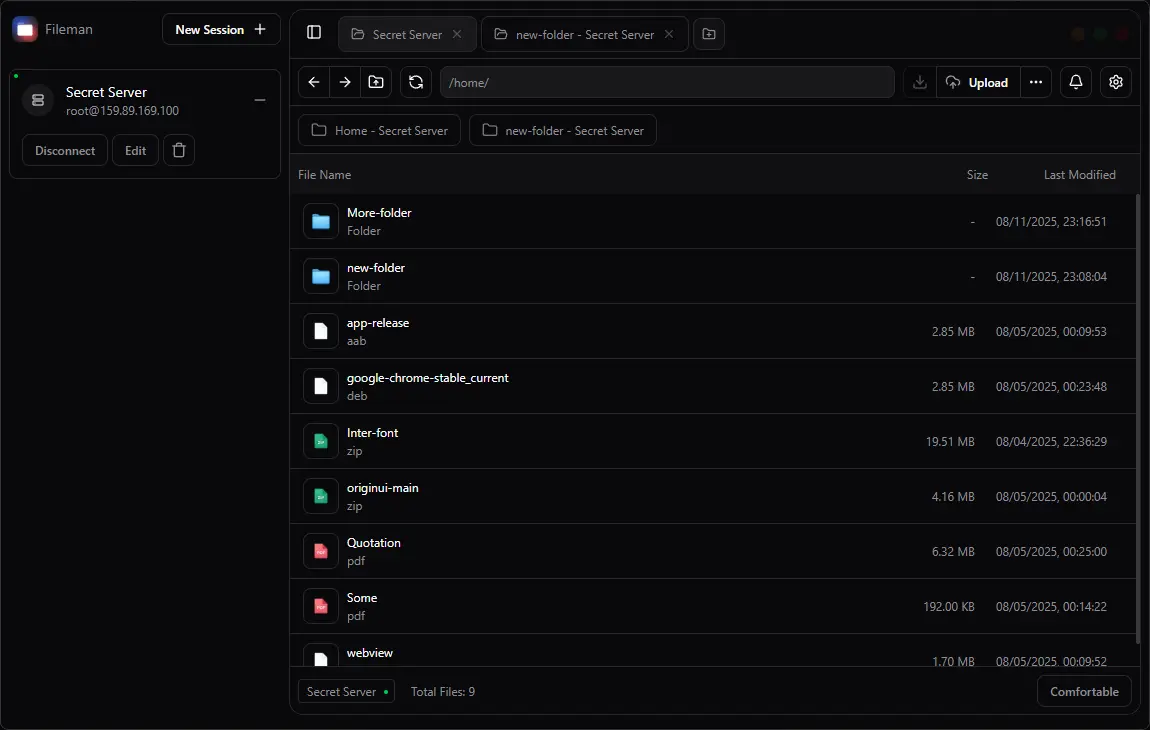 Fileman
New Session
Secret Server
root@159.89.169.100
Disconnect
Edit
Secret Server
new-folder - Secret Server
/home/
Upload
Home - Secret Server
new-folder - Secret Server
File Name
Size
Last Modified
More-folder
Folder
-
08/11/2025, 23:16:51
new-folder
Folder
-
08/11/2025, 23:08:04
app-release
aab
2.85 MB
08/05/2025, 00:09:53
google-chrome-stable_current
deb
2.85 MB
08/05/2025, 00:23:48
Inter-font
zip
19.51 MB
08/04/2025, 22:36:29
originui-main
zip
4.16 MB
08/05/2025, 00:00:04
Quotation
pdf
6.32 MB
08/05/2025, 00:25:00
Some
pdf
192.00 KB
08/05/2025, 00:14:22
webview
1.70 MB
08/05/2025, 00:09:52
Secret Server
Total Files: 9
Comfortable